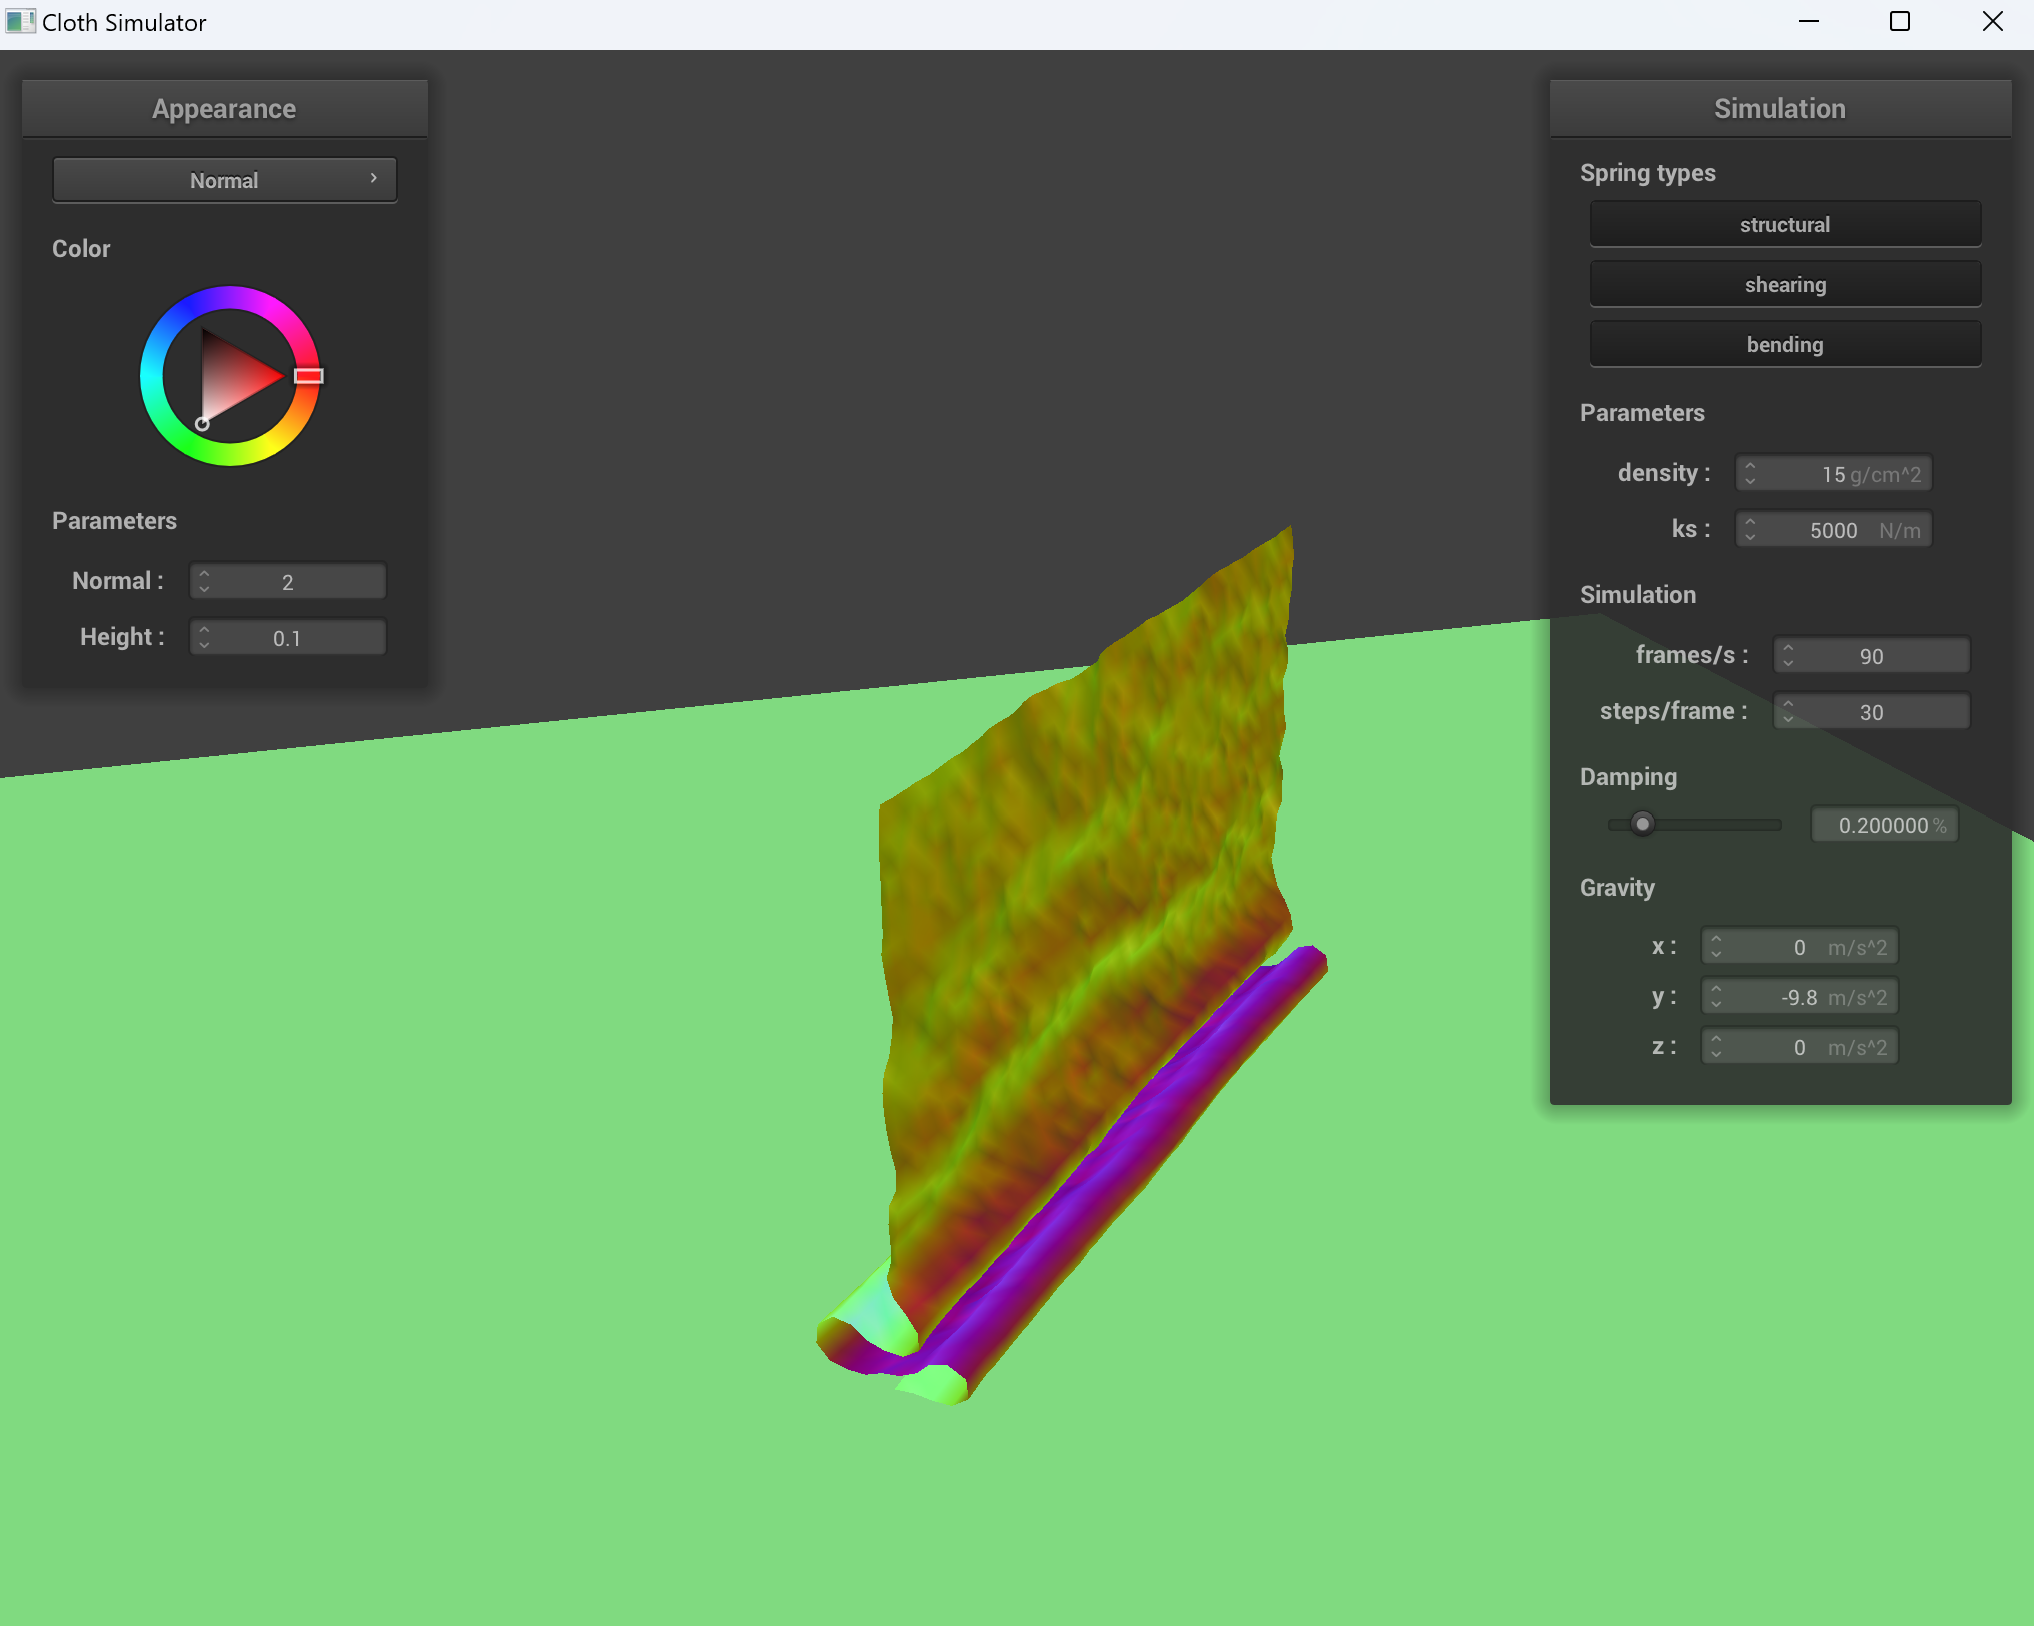 Cloth Simulator
Appearance
Normal
Color
Parameters
Normal : 2
Height : 0.1
Simulation
Spring types
structural
shearing
bending
Parameters
density : 15 g/cm^2
ks : 5000 N/m
Simulation
frames/s : 90
steps/frame : 30
Damping
0.200000 %
Gravity
x : 0 m/s^2
y : -9.8 m/s^2
z : 0 m/s^2